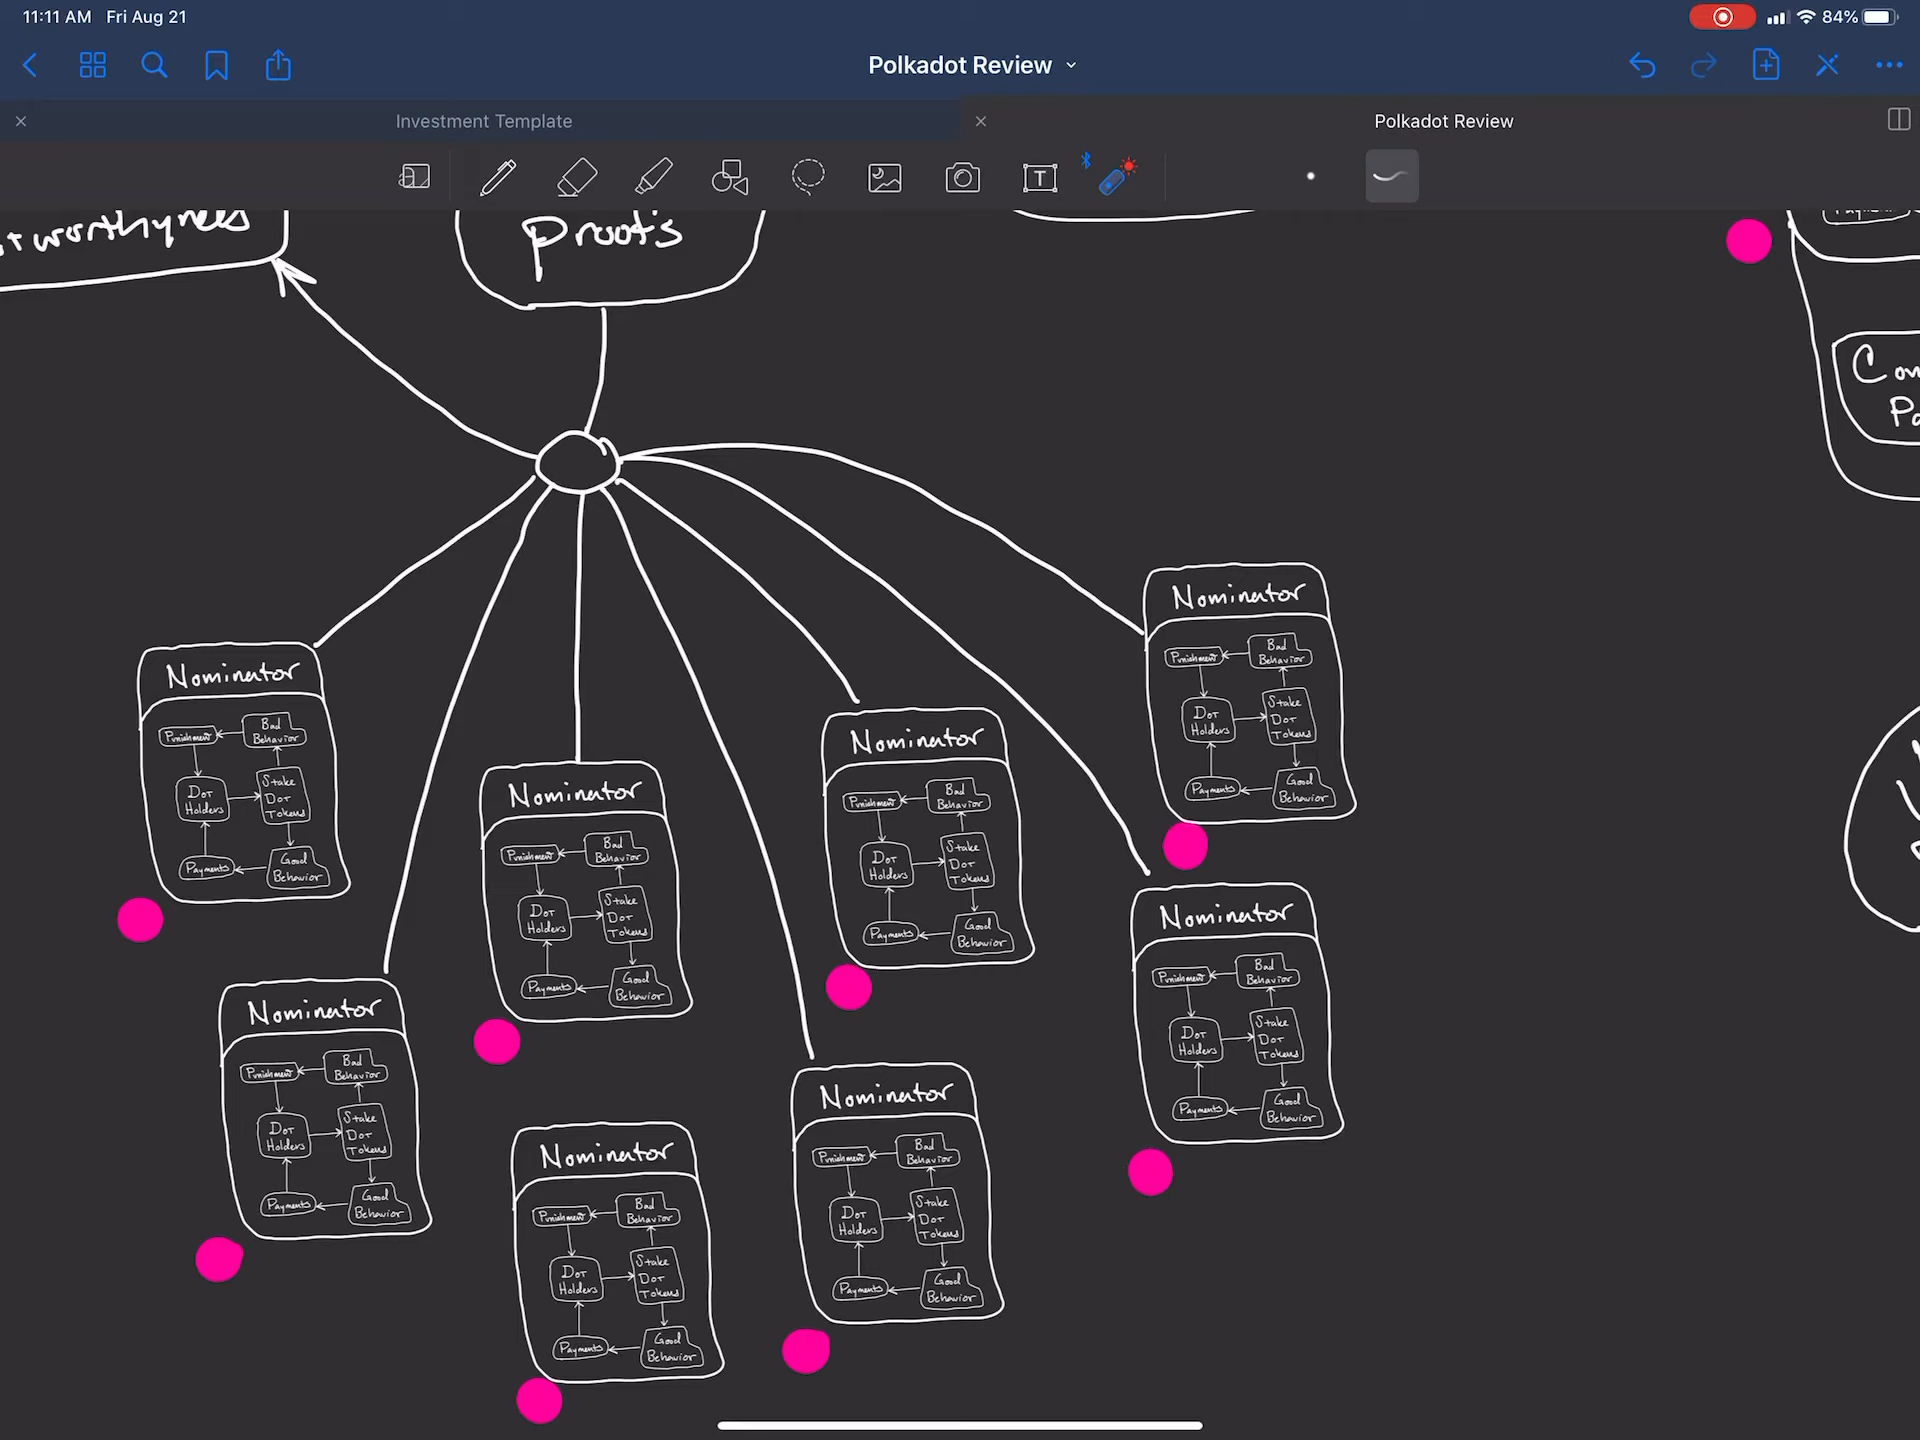 11:11 AM Fri Aug 21
84%
Polkadot Review
Investment Template
Polkadot Review
T
tworthyness
Proofs
Con
Po
Nominator
Punishment
Bad
Behavior
Dot
Holders
Stake
Dot
Tokens
Payments
Good
Behavior
Nominator
Punishment
Bad
Behavior
Dot
Holders
Stake
Dot
Tokens
Payments
Good
Behavior
Nominator
Punishment
Bad
Behavior
Dot
Holders
Stake
Dot
Tokens
Payments
Good
Behavior
Nominator
Punishment
Bad
Behavior
Dot
Holders
Stake
Dot
Tokens
Payments
Good
Behavior
Nominator
Punishment
Bad
Behavior
Dot
Holders
Stake
Dot
Tokens
Payments
Good
Behavior
Nominator
Punishment
Bad
Behavior
Dot
Holders
Stake
Dot
Tokens
Payments
Good
Behavior
Nominator
Punishment
Bad
Behavior
Dot
Holders
Stake
Dot
Tokens
Payments
Good
Behavior
Nominator
Punishment
Bad
Behavior
Dot
Holders
Stake
Dot
Tokens
Payments
Good
Behavior